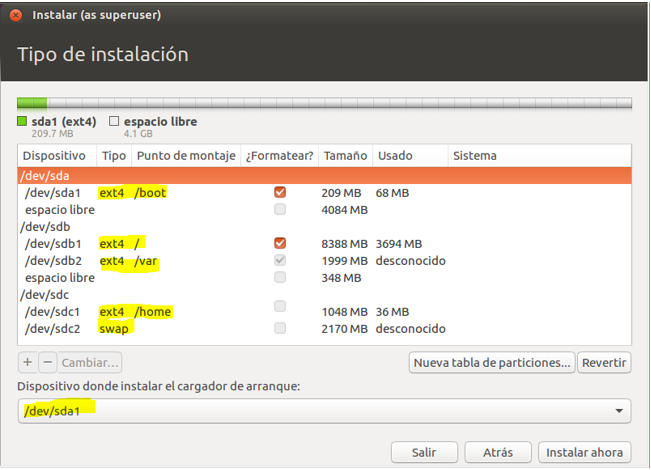 Instalar (as superuser)
Tipo de instalación
sda1 (ext4) espacio libre
209.7 MB 4.1 GB
Dispositivo Tipo Punto de montaje ¿Formatear? Tamaño Usado Sistema
/dev/sda
/dev/sda1 ext4 /boot 209 MB 68 MB
espacio libre 4084 MB
/dev/sdb
/dev/sdb1 ext4 / 8388 MB 3694 MB
/dev/sdb2 ext4 /var 1999 MB desconocido
espacio libre 348 MB
/dev/sdc
/dev/sdc1 ext4 /home 1048 MB 36 MB
/dev/sdc2 swap 2170 MB desconocido
+ − Cambiar... Nueva tabla de particiones... Revertir
Dispositivo donde instalar el cargador de arranque:
/dev/sda1
Salir Atrás Instalar ahora